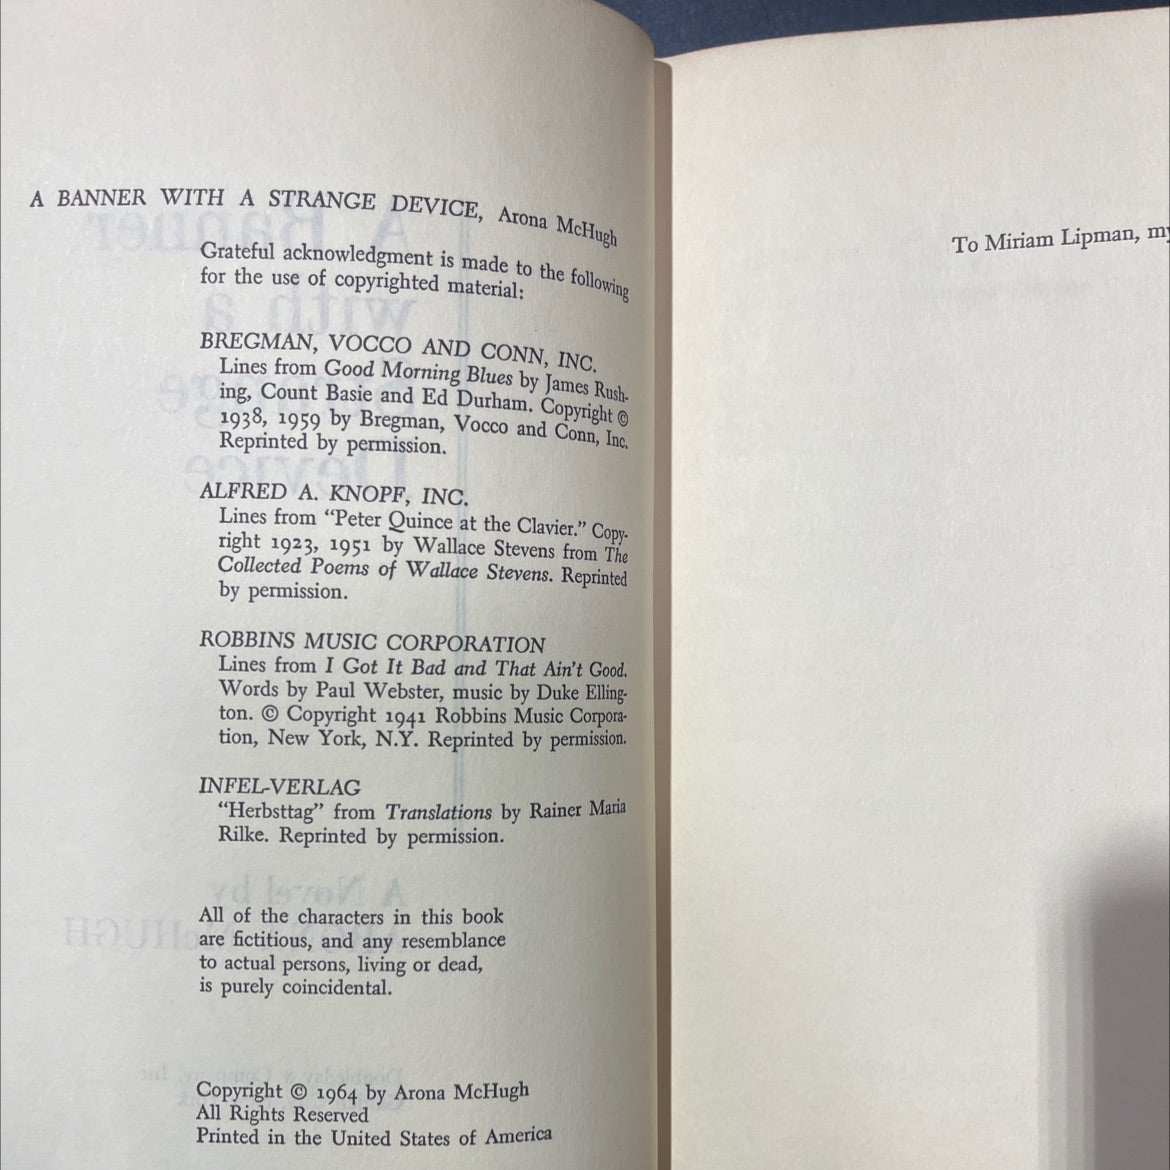 A BANNER WITH A STRANGE DEVICE, Arona McHugh
Grateful acknowledgment is made to the following
for the use of copyrighted material:
BREGMAN, VOCCO AND CONN, INC.
Lines from Good Morning Blues by James Rush-
ing, Count Basie and Ed Durham. Copyright ©
1938, 1959 by Bregman, Vocco and Conn, Inc.
Reprinted by permission.
ALFRED A. KNOPF, INC.
Lines from “Peter Quince at the Clavier.” Copy-
right 1923, 1951 by Wallace Stevens from The
Collected Poems of Wallace Stevens. Reprinted
by permission.
ROBBINS MUSIC CORPORATION
Lines from I Got It Bad and That Ain't Good.
Words by Paul Webster, music by Duke Elling-
ton. © Copyright 1941 Robbins Music Corpora-
tion, New York, N.Y. Reprinted by permission.
INFEL-VERLAG
“Herbsttag” from Translations by Rainer Maria
Rilke. Reprinted by permission.
All of the characters in this book
are fictitious, and any resemblance
to actual persons, living or dead,
is purely coincidental.
Copyright © 1964 by Arona McHugh
All Rights Reserved
Printed in the United States of America
To Miriam Lipman, my